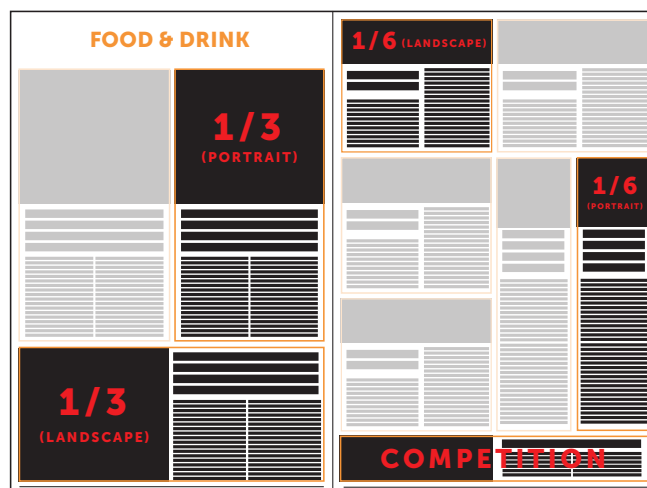 FOOD & DRINK
1/3
(PORTRAIT)
1/3
(LANDSCAPE)
1/6 (LANDSCAPE)
1/6
(PORTRAIT)
COMPETITION